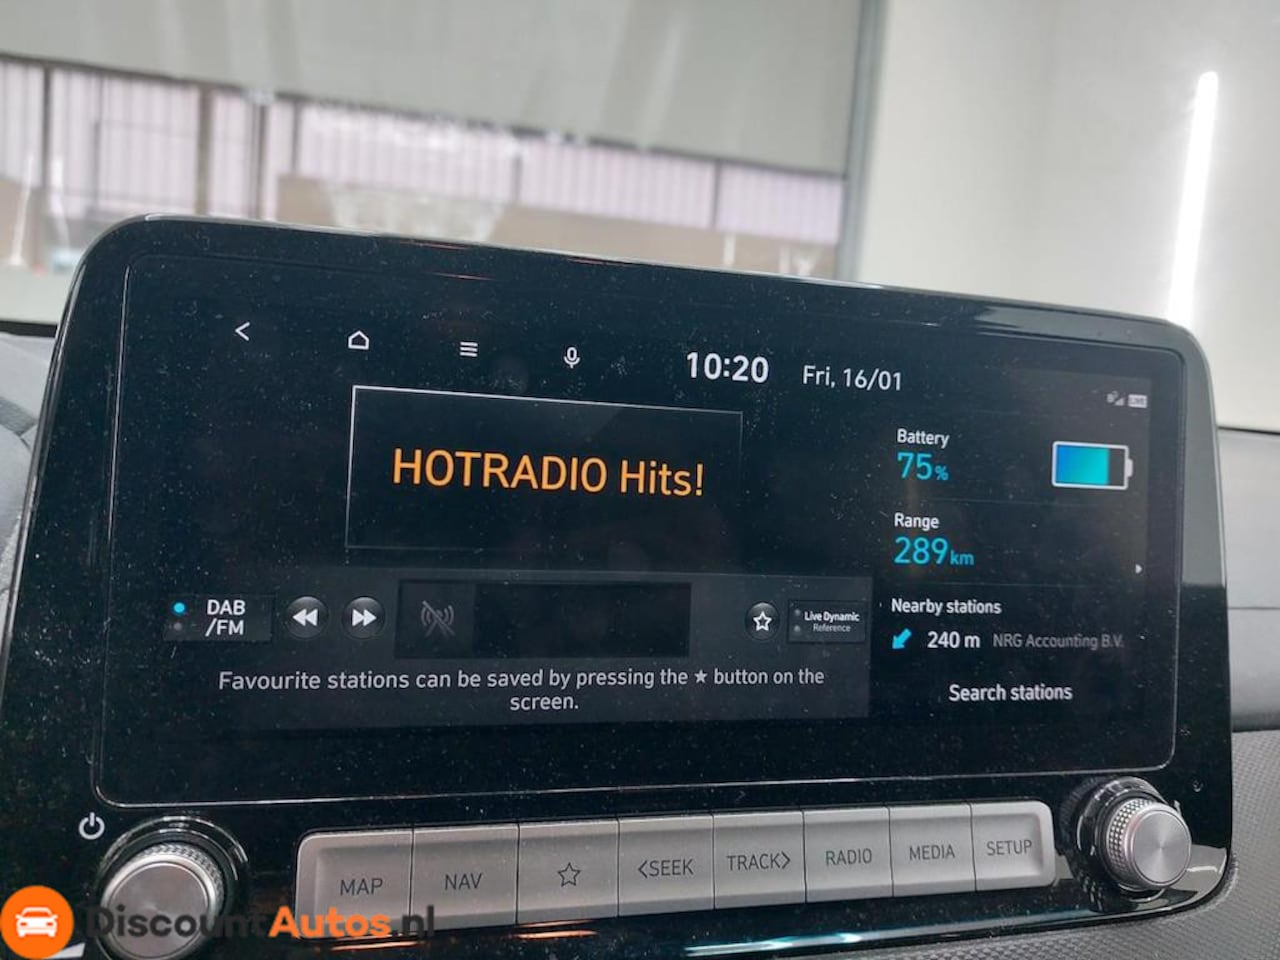 10:20 Fri, 16/01
HOTRADIO Hits!
Battery
75%
Range
289 km
DAB
/FM
Live Dynamic
Reference
Nearby stations
240 m NRG Accounting B.V.
Favourite stations can be saved by pressing the ★ button on the
screen.
Search stations
MAP
NAV
<SEEK
TRACK>
RADIO
MEDIA
SETUP
DiscountAutos.nl